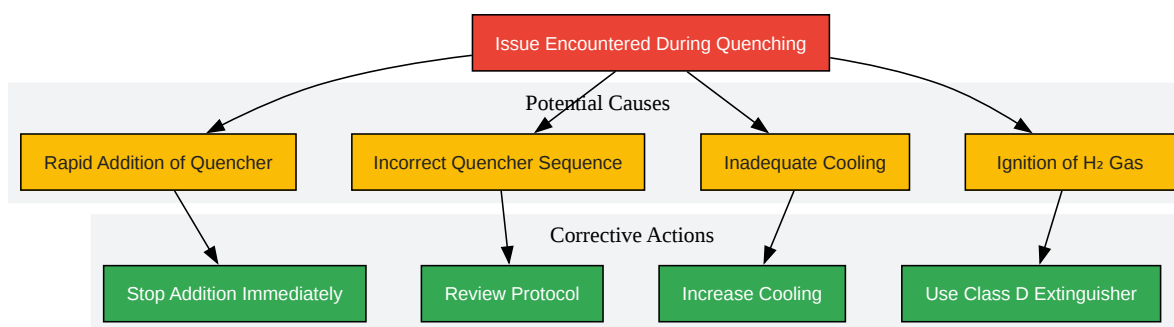 Issue Encountered During Quenching
Potential Causes
Rapid Addition of Quencher
Incorrect Quencher Sequence
Inadequate Cooling
Ignition of H₂ Gas
Corrective Actions
Stop Addition Immediately
Review Protocol
Increase Cooling
Use Class D Extinguisher